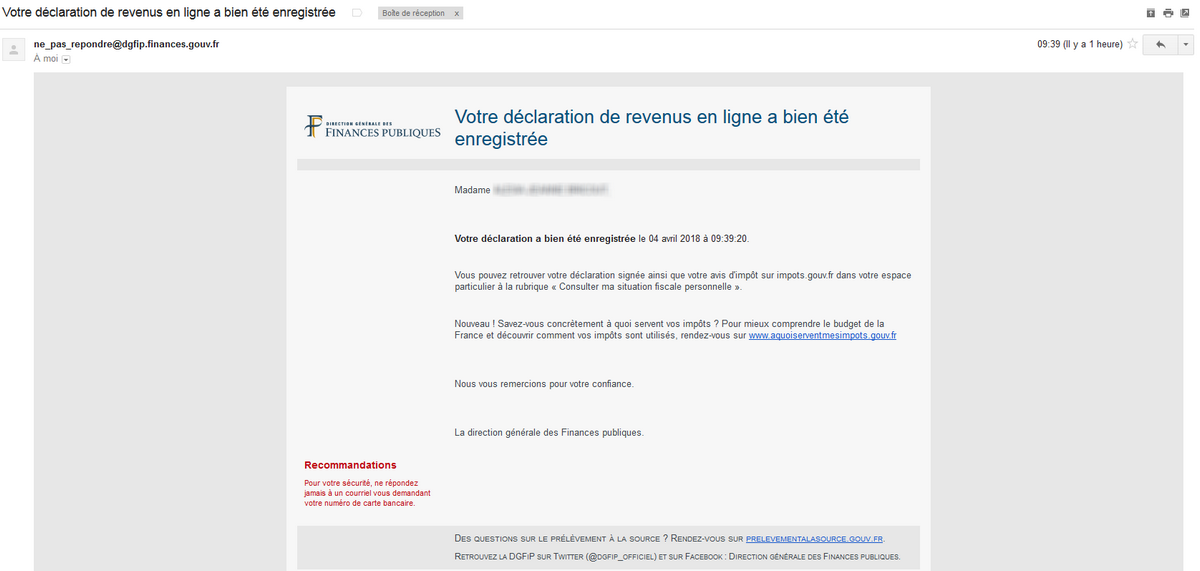 Votre déclaration de revenus en ligne a bien été enregistrée
Boîte de réception x
ne_pas_repondre@dgfip.finances.gouv.fr
09:39 (Il y a 1 heure)
À moi
DIRECTION GÉNÉRALE DES
FINANCES PUBLIQUES
Votre déclaration de revenus en ligne a bien été
enregistrée
Madame
Votre déclaration a bien été enregistrée le 04 avril 2018 à 09:39:20.
Vous pouvez retrouver votre déclaration signée ainsi que votre avis d'impôt sur impots.gouv.fr dans votre espace
particulier à la rubrique « Consulter ma situation fiscale personnelle ».
Nouveau ! Savez-vous concrètement à quoi servent vos impôts ? Pour mieux comprendre le budget de la
France et découvrir comment vos impôts sont utilisés, rendez-vous sur www.aquoiserventmesimpots.gouv.fr
Nous vous remercions pour votre confiance.
La direction générale des Finances publiques.
Recommandations
Pour votre sécurité, ne répondez
jamais à un courriel vous demandant
votre numéro de carte bancaire.
DES QUESTIONS SUR LE PRÉLÈVEMENT À LA SOURCE ? RENDEZ-VOUS SUR PRELEVEMENTALASOURCE.GOUV.FR.
RETROUVEZ LA DGFIP SUR TWITTER (@DGFIP_OFFICIEL) ET SUR FACEBOOK : DIRECTION GÉNÉRALE DES FINANCES PUBLIQUES.